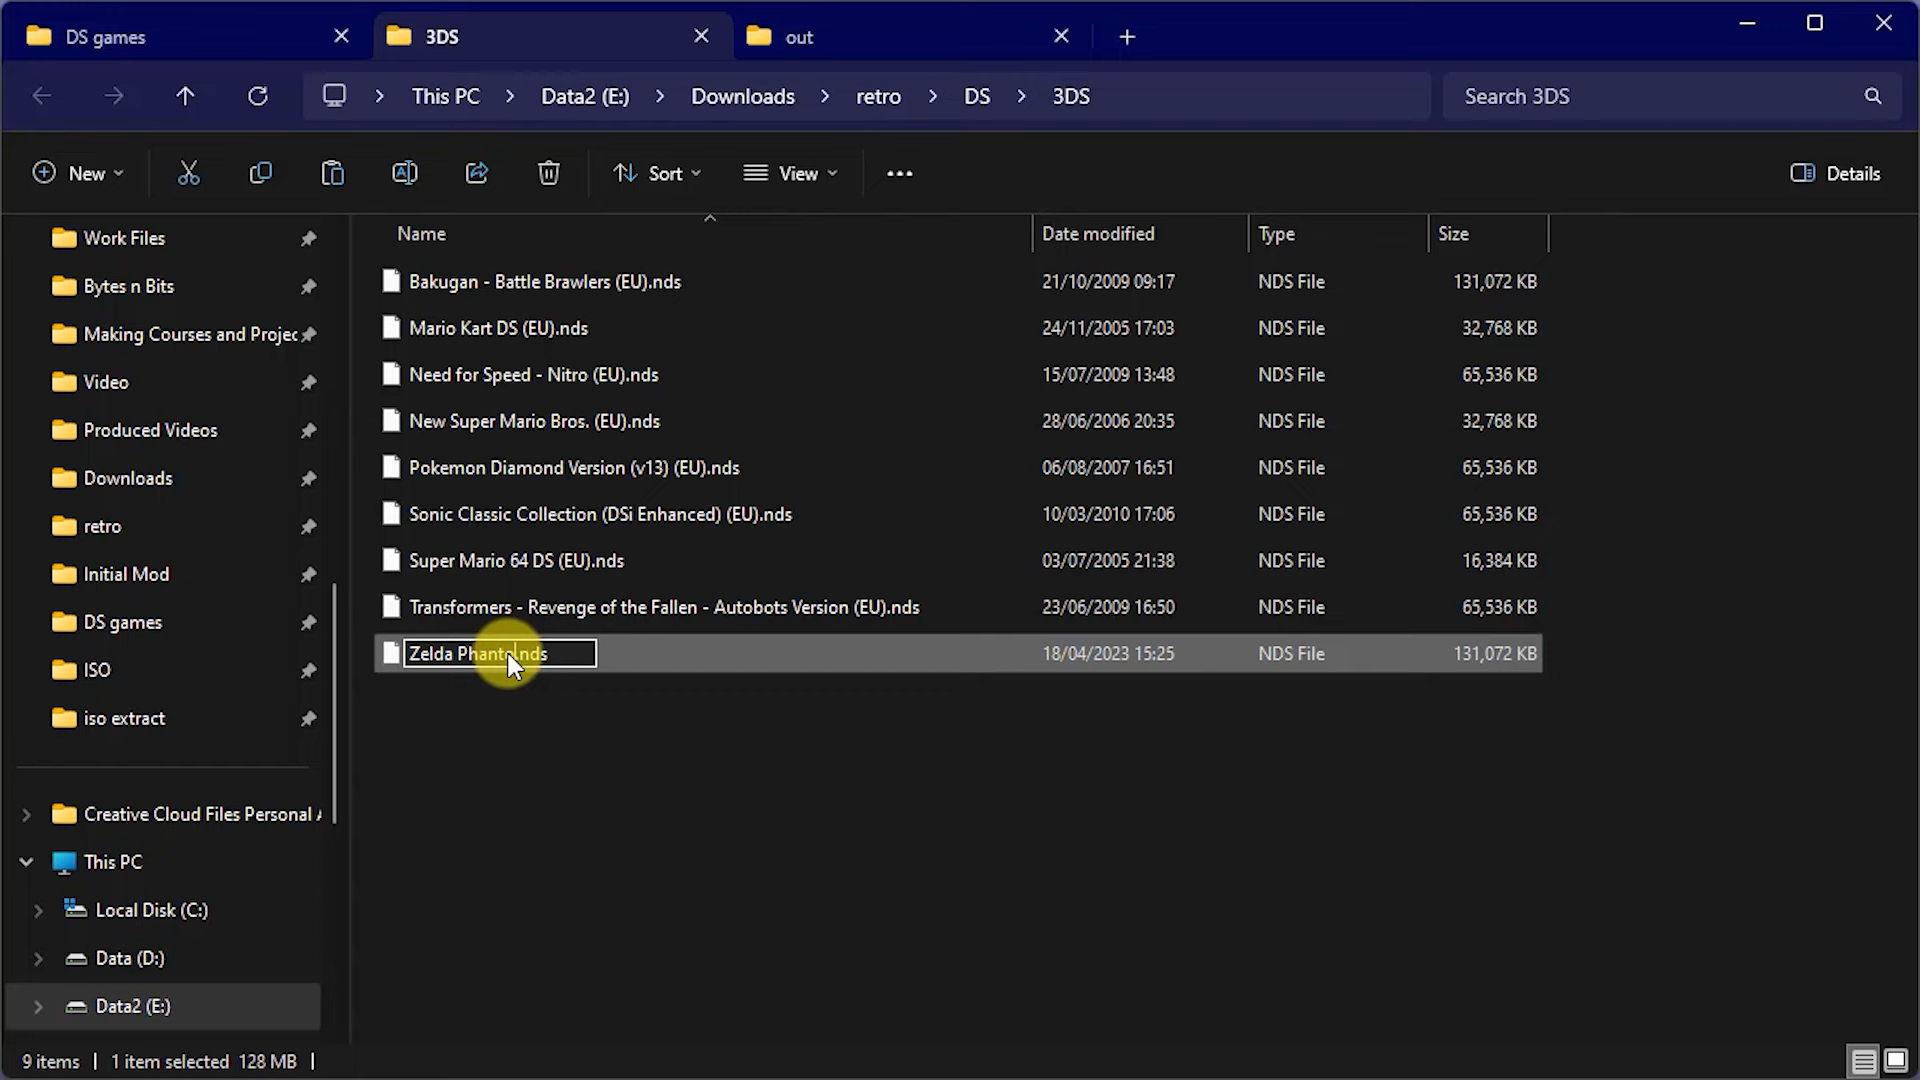 DS games
3DS
out
This PC > Data2 (E:) > Downloads > retro > DS > 3DS
Search 3DS
New
Sort
View
Details
Work Files
Bytes n Bits
Making Courses and Projec
Video
Produced Videos
Downloads
retro
Initial Mod
DS games
ISO
iso extract
Creative Cloud Files Personal A
This PC
Local Disk (C:)
Data (D:)
Data2 (E:)
Name Date modified Type Size
Bakugan - Battle Brawlers (EU).nds 21/10/2009 09:17 NDS File 131,072 KB
Mario Kart DS (EU).nds 24/11/2005 17:03 NDS File 32,768 KB
Need for Speed - Nitro (EU).nds 15/07/2009 13:48 NDS File 65,536 KB
New Super Mario Bros. (EU).nds 28/06/2006 20:35 NDS File 32,768 KB
Pokemon Diamond Version (v13) (EU).nds 06/08/2007 16:51 NDS File 65,536 KB
Sonic Classic Collection (DSi Enhanced) (EU).nds 10/03/2010 17:06 NDS File 65,536 KB
Super Mario 64 DS (EU).nds 03/07/2005 21:38 NDS File 16,384 KB
Transformers - Revenge of the Fallen - Autobots Version (EU).nds 23/06/2009 16:50 NDS File 65,536 KB
Zelda Phanto.nds 18/04/2023 15:25 NDS File 131,072 KB
9 items | 1 item selected 128 MB |